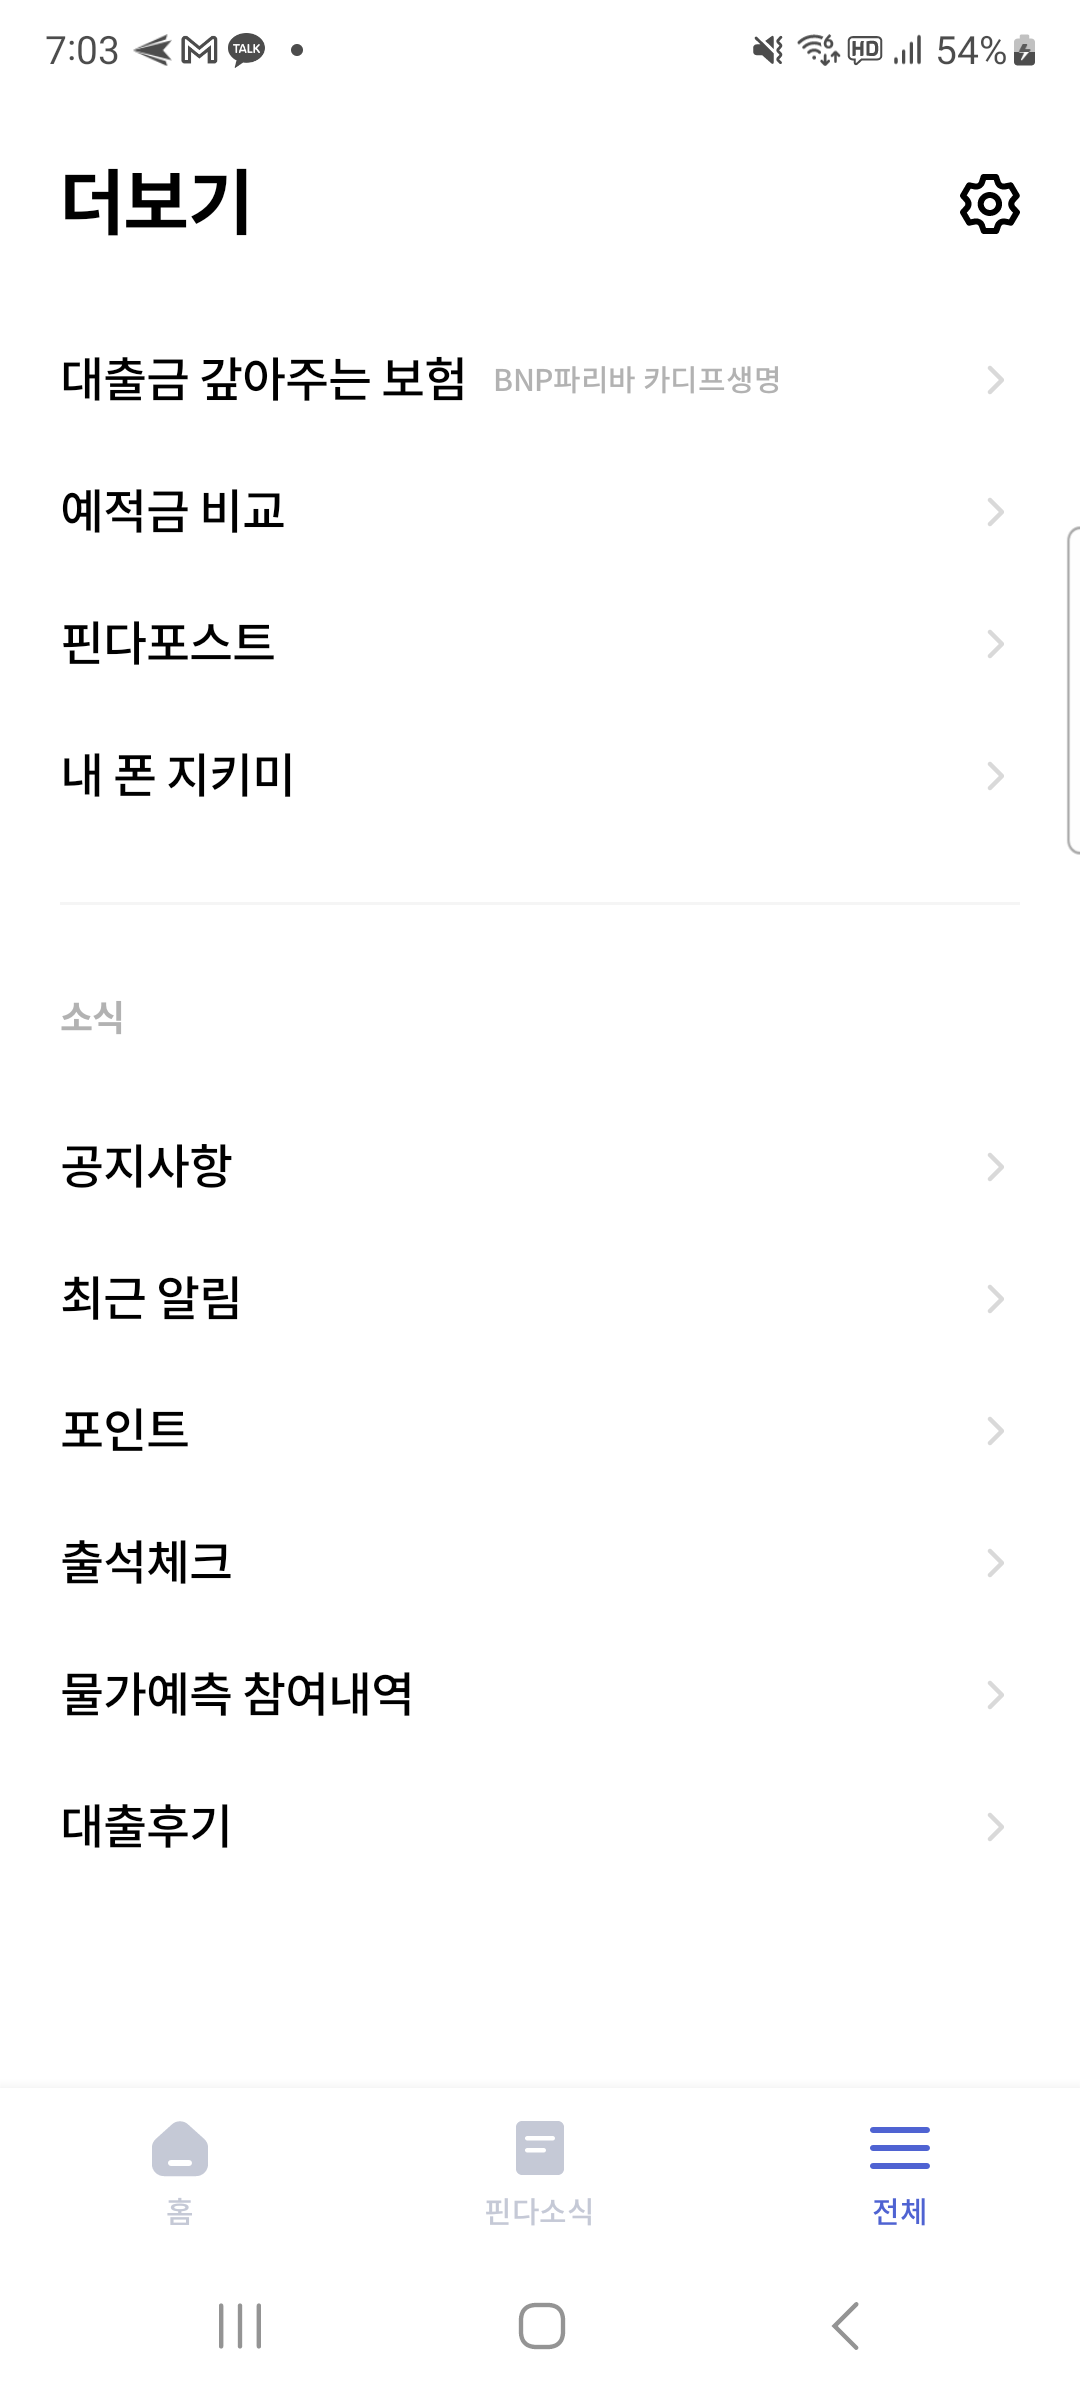 7:03 TALK HD 54%
더보기
대출금 갚아주는 보험 BNP파리바 카디프생명
예적금 비교
핀다포스트
내 폰 지키미
소식
공지사항
최근 알림
포인트
출석체크
물가예측 참여내역
대출후기
홈 핀다소식 전체